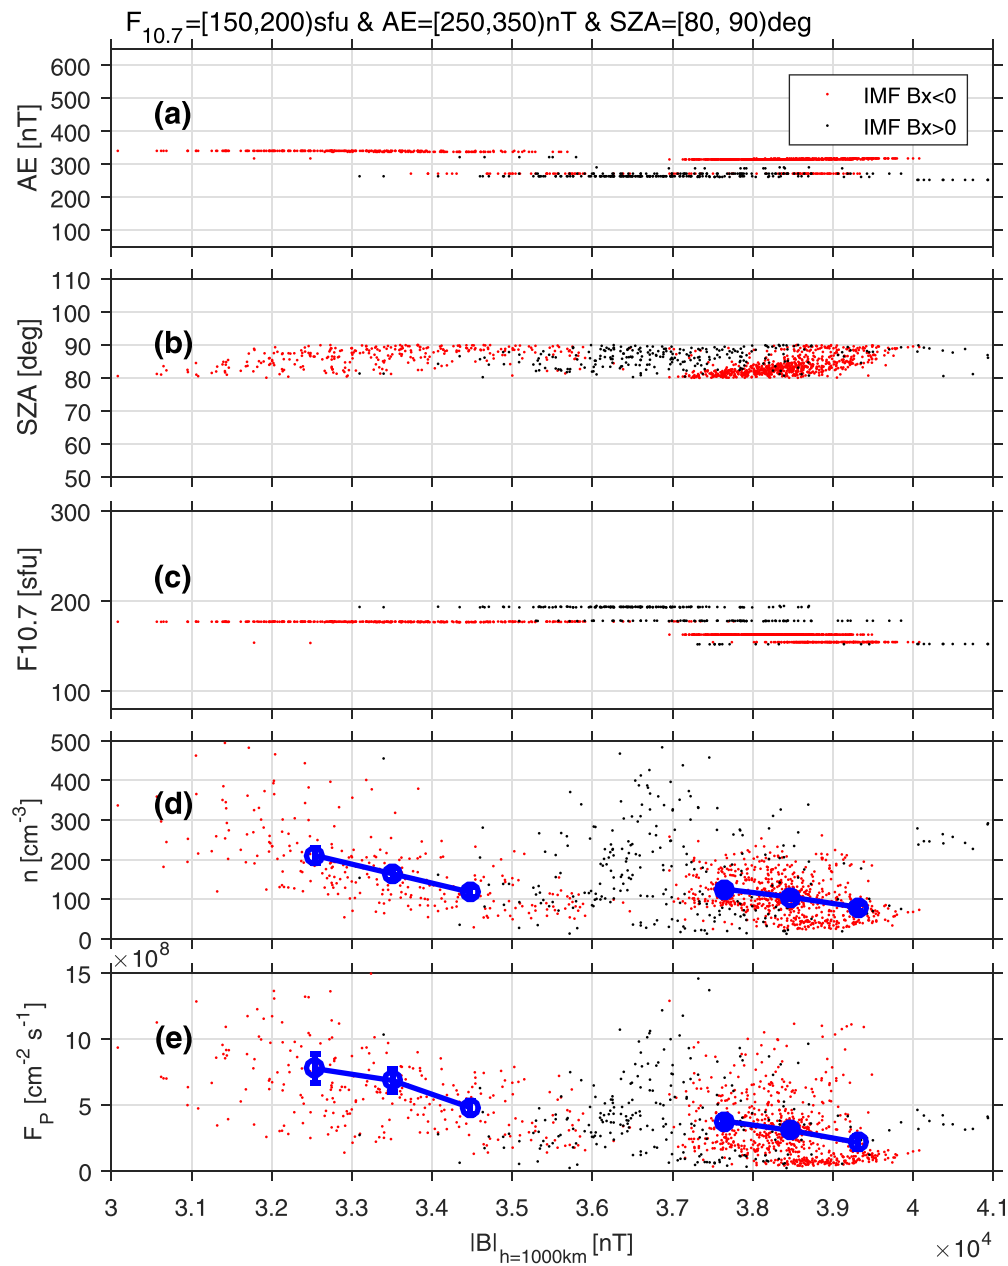 F10.7=[150,200)sfu & AE=[250,350)nT & SZA=[80, 90)deg
600
500
400
300
200
100
AE [nT]
(a)
IMF Bx<0
IMF Bx>0
110
100
90
80
70
60
50
SZA [deg]
(b)
300
200
100
F10.7 [sfu]
(c)
500
400
300
200
100
0
n [cm-3]
(d)
×10^8
15
10
5
0
FP [cm-2 s-1]
(e)
3 3.1 3.2 3.3 3.4 3.5 3.6 3.7 3.8 3.9 4 4.1
|B|h=1000km [nT]
×10^4